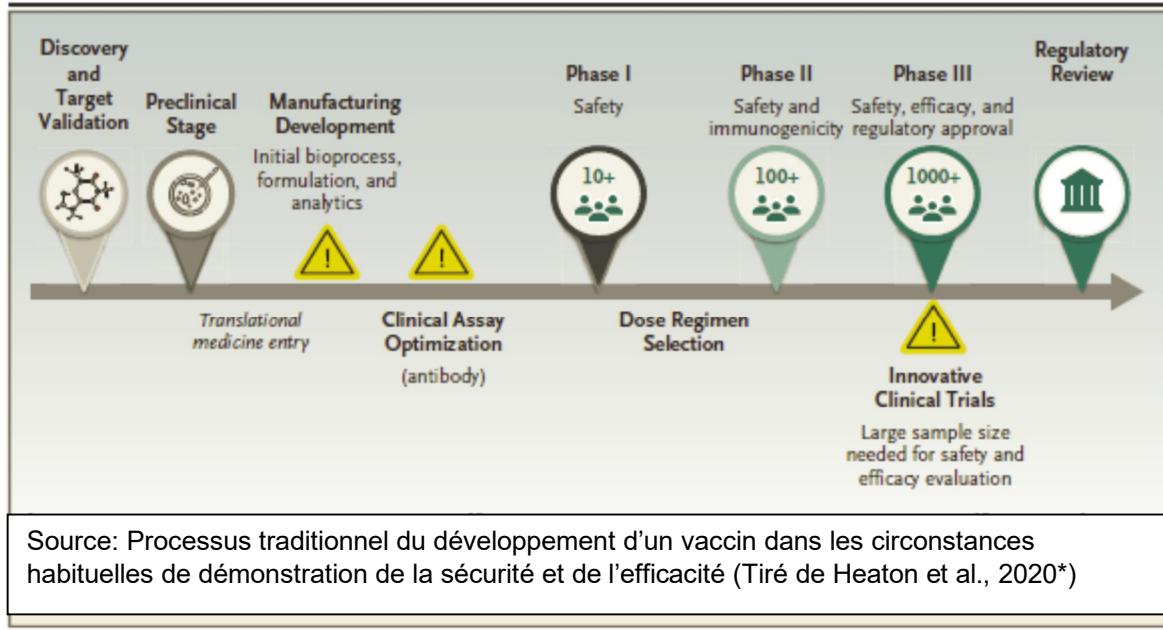 Discovery
and
Target
Validation
Preclinical
Stage
Manufacturing
Development
Initial bioprocess,
formulation, and
analytics
Phase I
Safety
Phase II
Safety and
immunogenicity
Phase III
Safety, efficacy, and
regulatory approval
Regulatory
Review
10+
100+
1000+
!
!
Translational
medicine entry
Clinical Assay
Optimization
(antibody)
Dose Regimen
Selection
!
Innovative
Clinical Trials
Large sample size
needed for safety and
efficacy evaluation
Source: Processus traditionnel du développement d’un vaccin dans les circonstances
habituelles de démonstration de la sécurité et de l’efficacité (Tiré de Heaton et al., 2020*)